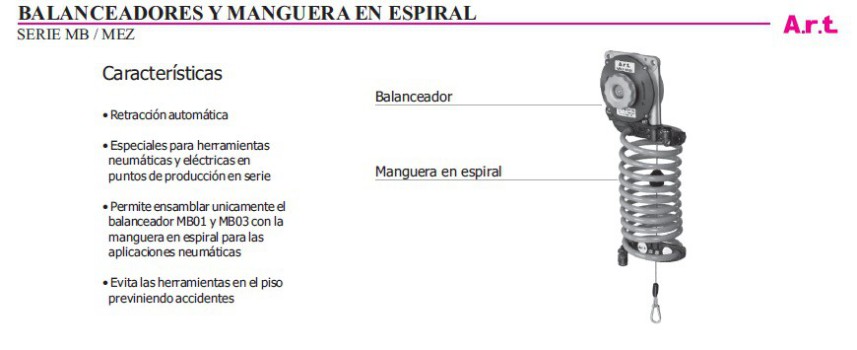 BALANCEADORES Y MANGUERA EN ESPIRAL
SERIE MB / MEZ
A.r.t.
Características
• Retracción automática
• Especiales para herramientas
neumáticas y eléctricas en
puntos de producción en serie
• Permite ensamblar unicamente el
balanceador MB01 y MB03 con la
manguera en espiral para las
aplicaciones neumáticas
• Evita las herramientas en el piso
previniendo accidentes
Balanceador
Manguera en espiral
A.r.t.